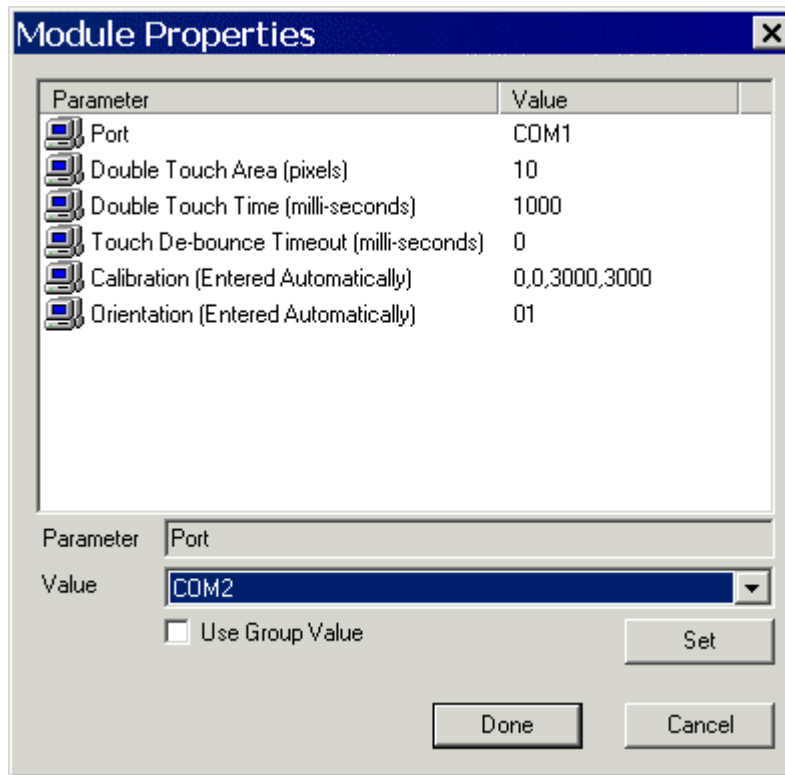 Module Properties
Parameter Value
Port COM1
Double Touch Area (pixels) 10
Double Touch Time (milli-seconds) 1000
Touch De-bounce Timeout (milli-seconds) 0
Calibration (Entered Automatically) 0,0,3000,3000
Orientation (Entered Automatically) 01
Parameter Port
Value COM2
Use Group Value Set
Done Cancel